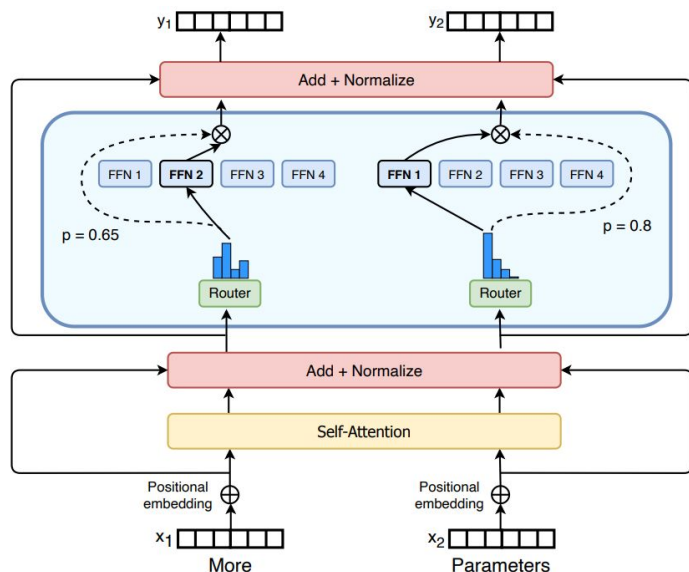 y1 y2
Add + Normalize
FFN 1 FFN 2 FFN 3 FFN 4 FFN 1 FFN 2 FFN 3 FFN 4
p = 0.65 p = 0.8
Router Router
Add + Normalize
Self-Attention
Positional Positional
embedding embedding
x1 x2
More Parameters